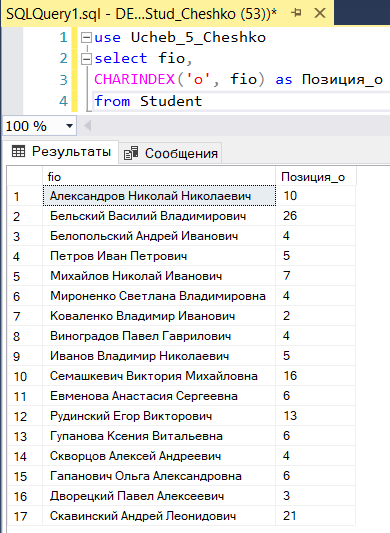 SQLQuery1.sql - DE...Stud_Cheshko (53))*
1 use Ucheb_5_Cheshko
2 select fio,
3 CHARINDEX('о', fio) as Позиция_о
4 from Student
100 %
Результаты Сообщения
fio Позиция_о
1 Александров Николай Николаевич 10
2 Бельский Василий Владимирович 26
3 Белопольский Андрей Иванович 4
4 Петров Иван Петрович 5
5 Михайлов Николай Иванович 7
6 Мироненко Светлана Владимировна 4
7 Коваленко Владимир Иванович 2
8 Виноградов Павел Гаврилович 4
9 Иванов Владимир Николаевич 5
10 Семашкевич Виктория Михайловна 16
11 Евменова Анастасия Сергеевна 6
12 Рудинский Егор Викторович 13
13 Гупанова Ксения Витальевна 6
14 Скворцов Алексей Андреевич 4
15 Гапанович Ольга Александровна 6
16 Дворецкий Павел Алексеевич 3
17 Скавинский Андрей Леонидович 21